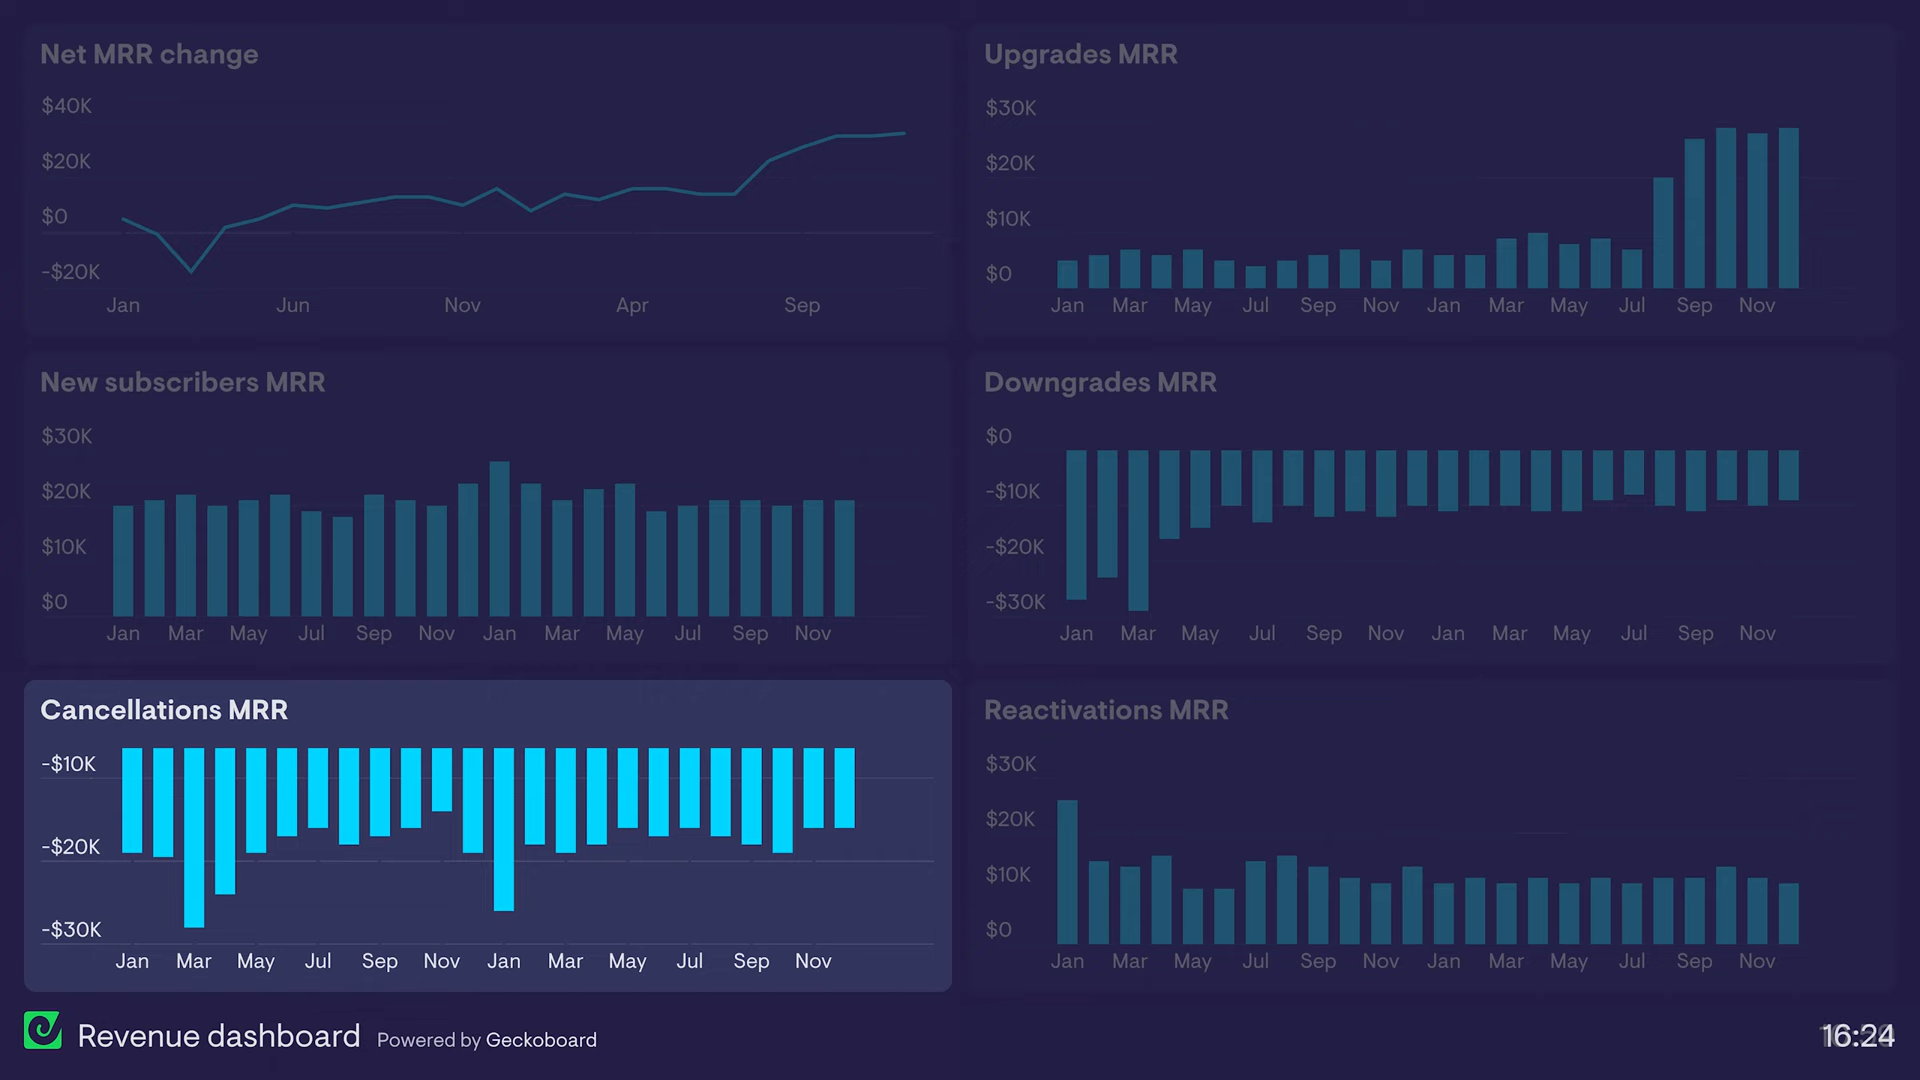 Net MRR change
$40K
$20K
$0
-$20K
Jan Jun Nov Apr Sep
Upgrades MRR
$30K
$20K
$10K
$0
Jan Mar May Jul Sep Nov Jan Mar May Jul Sep Nov
New subscribers MRR
$30K
$20K
$10K
$0
Jan Mar May Jul Sep Nov Jan Mar May Jul Sep Nov
Downgrades MRR
$0
-$10K
-$20K
-$30K
Jan Mar May Jul Sep Nov Jan Mar May Jul Sep Nov
Cancellations MRR
-$10K
-$20K
-$30K
Jan Mar May Jul Sep Nov Jan Mar May Jul Sep Nov
Reactivations MRR
$30K
$20K
$10K
$0
Jan Mar May Jul Sep Nov Jan Mar May Jul Sep Nov
Revenue dashboard Powered by Geckoboard
16:24